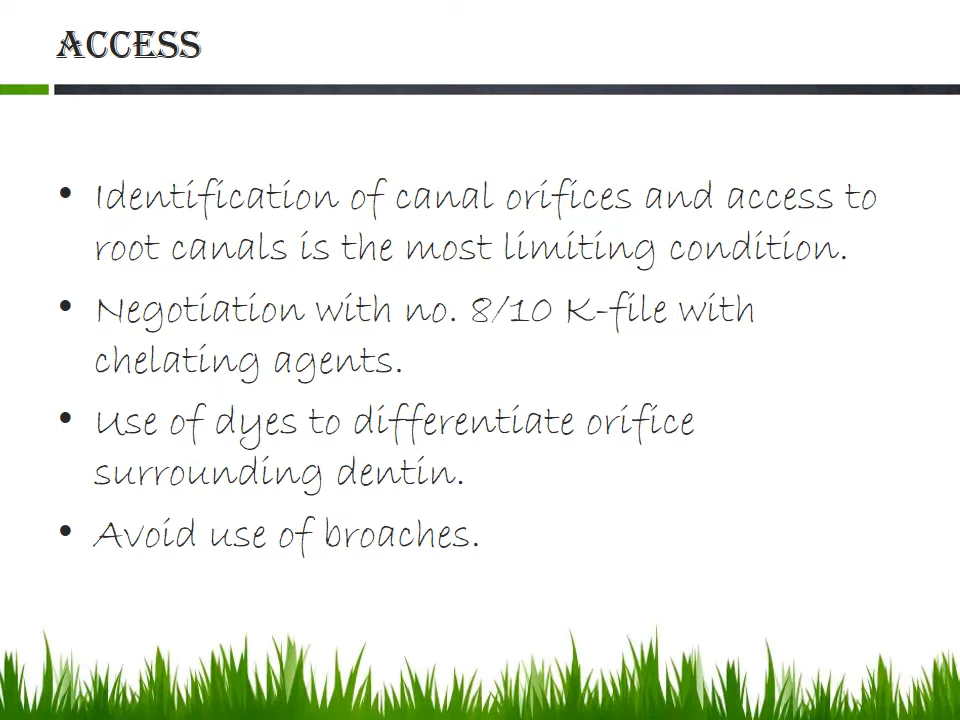 ACCESS
• Identification of canal orifices and access to
root canals is the most limiting condition.
• Negotiation with no. 8/10 K-file with
chelating agents.
• Use of dyes to differentiate orifice
surrounding dentin.
• Avoid use of broaches.